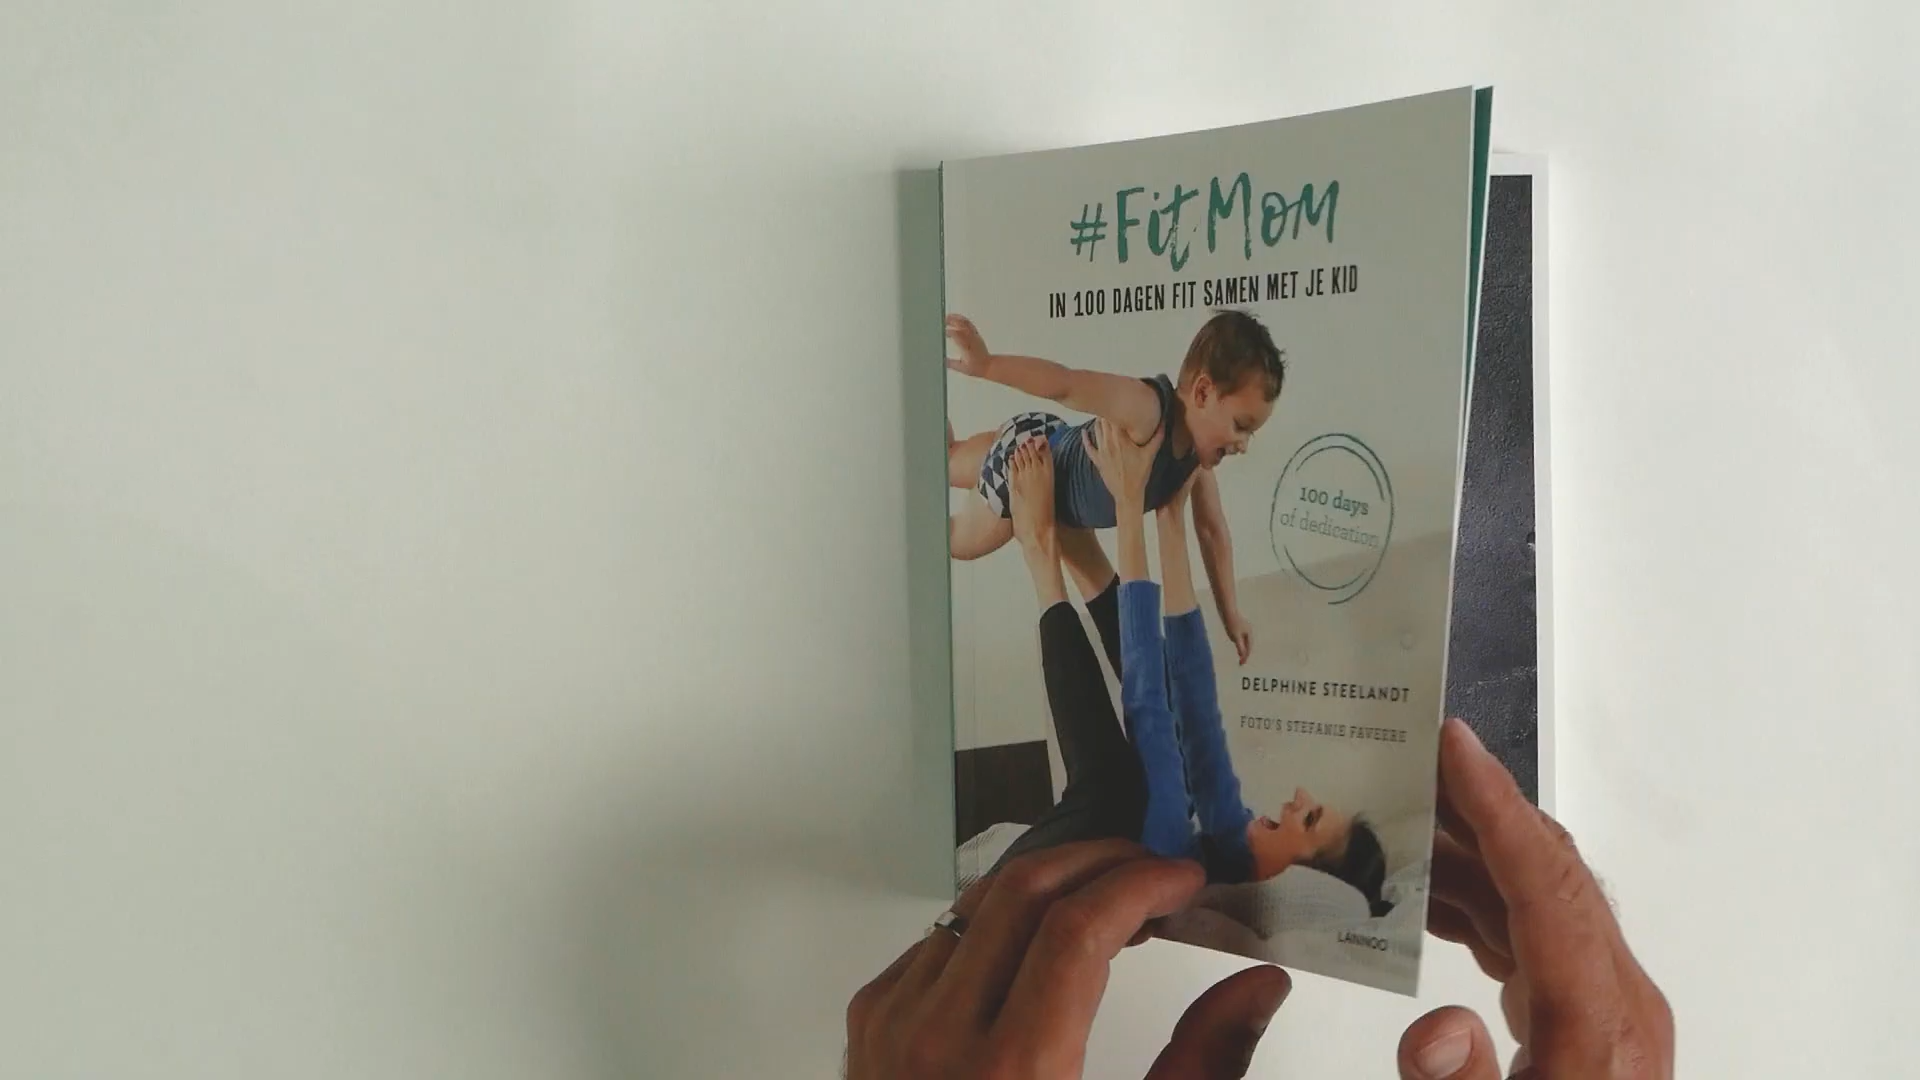 #FitMom
IN 100 DAGEN FIT SAMEN MET JE KID
100 days
of dedication
DELPHINE STEELANDT
FOTO'S STEFANIE FAVEERE
LANNOO